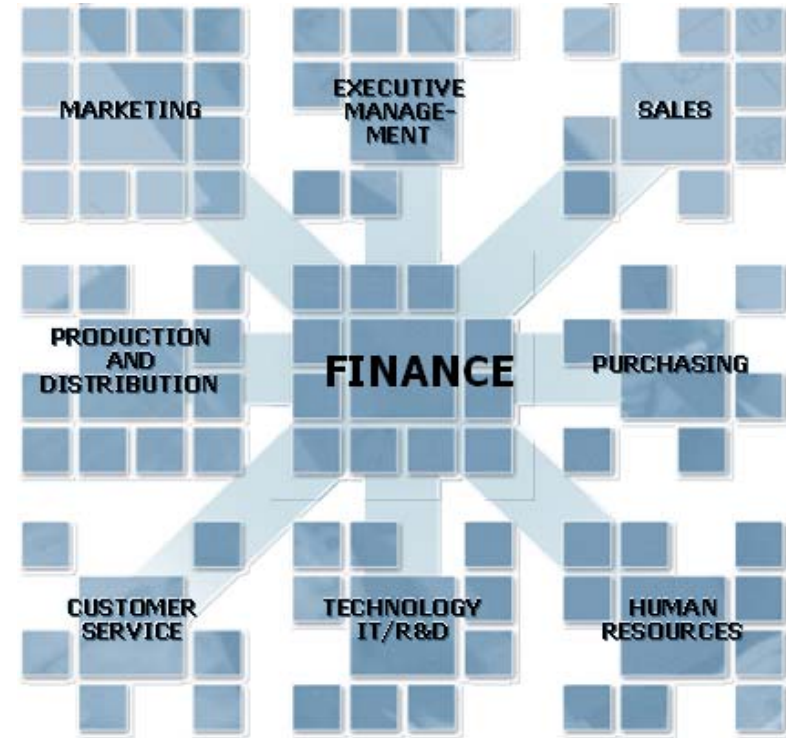 MARKETING
EXECUTIVE
MANAGE-
MENT
SALES
PRODUCTION
AND
DISTRIBUTION
FINANCE
PURCHASING
CUSTOMER
SERVICE
TECHNOLOGY
IT/R&D
HUMAN
RESOURCES